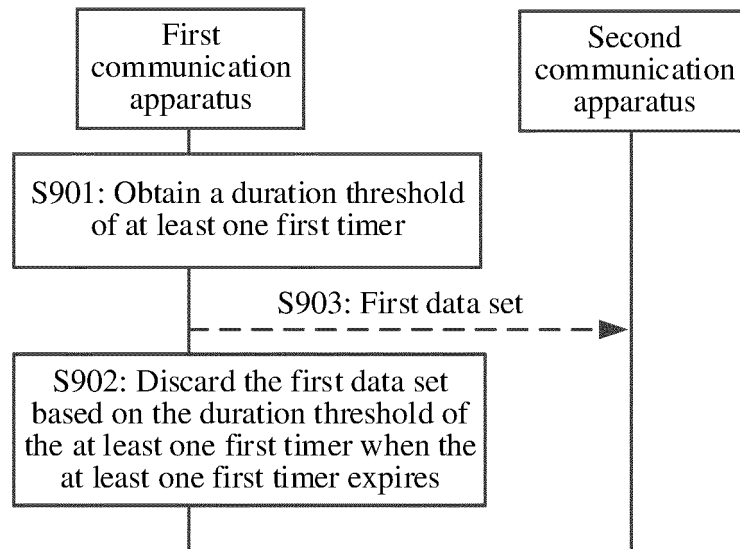 First
communication
apparatus
Second
communication
apparatus
S901: Obtain a duration threshold
of at least one first timer
S903: First data set
S902: Discard the first data set
based on the duration threshold of
the at least one first timer when the
at least one first timer expires